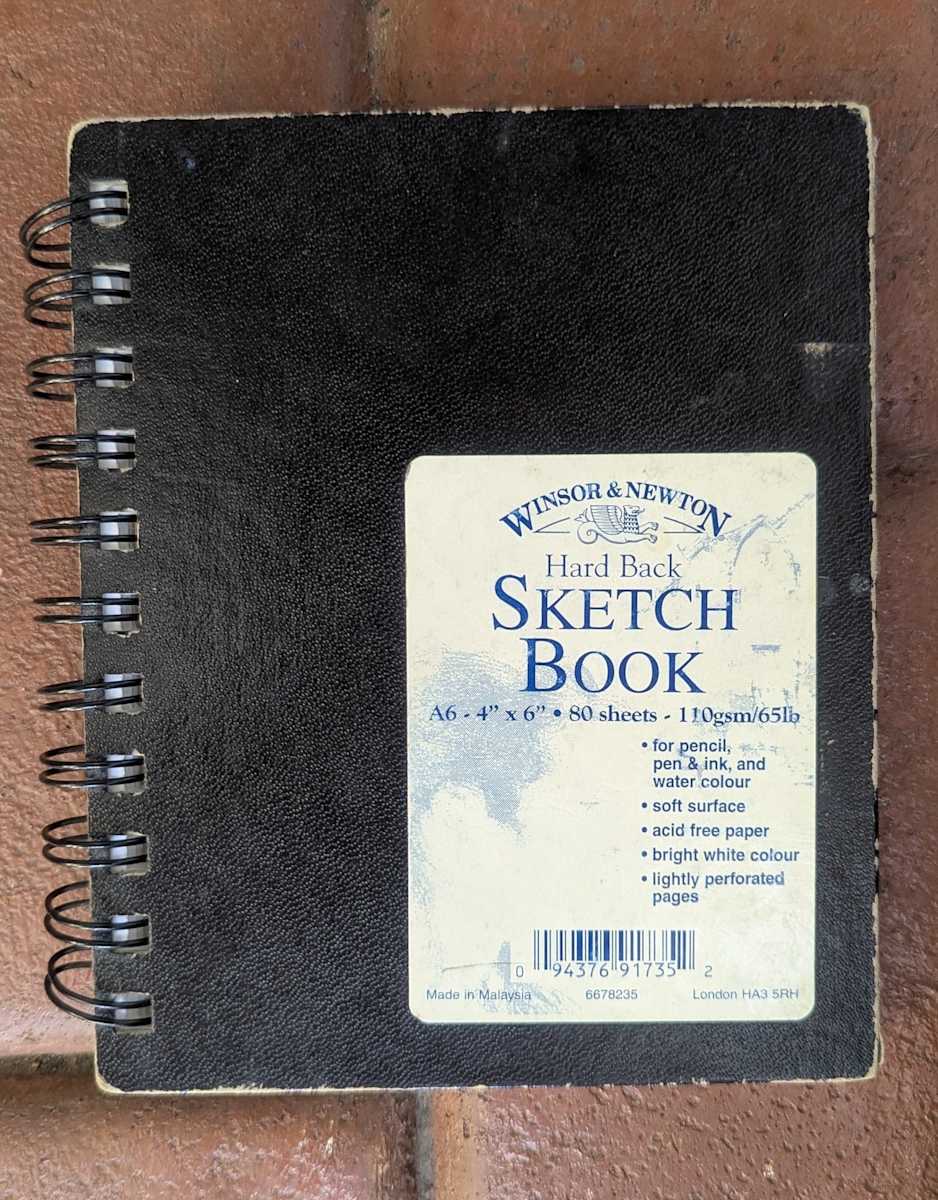 WINSOR & NEWTON
Hard Back
SKETCH
BOOK
A6 - 4” x 6” • 80 sheets - 110gsm/65lb
• for pencil,
pen & ink, and
water colour
• soft surface
• acid free paper
• bright white colour
• lightly perforated
pages
0 94376 91735 2
Made in Malaysia 6678235 London HA3 5RH